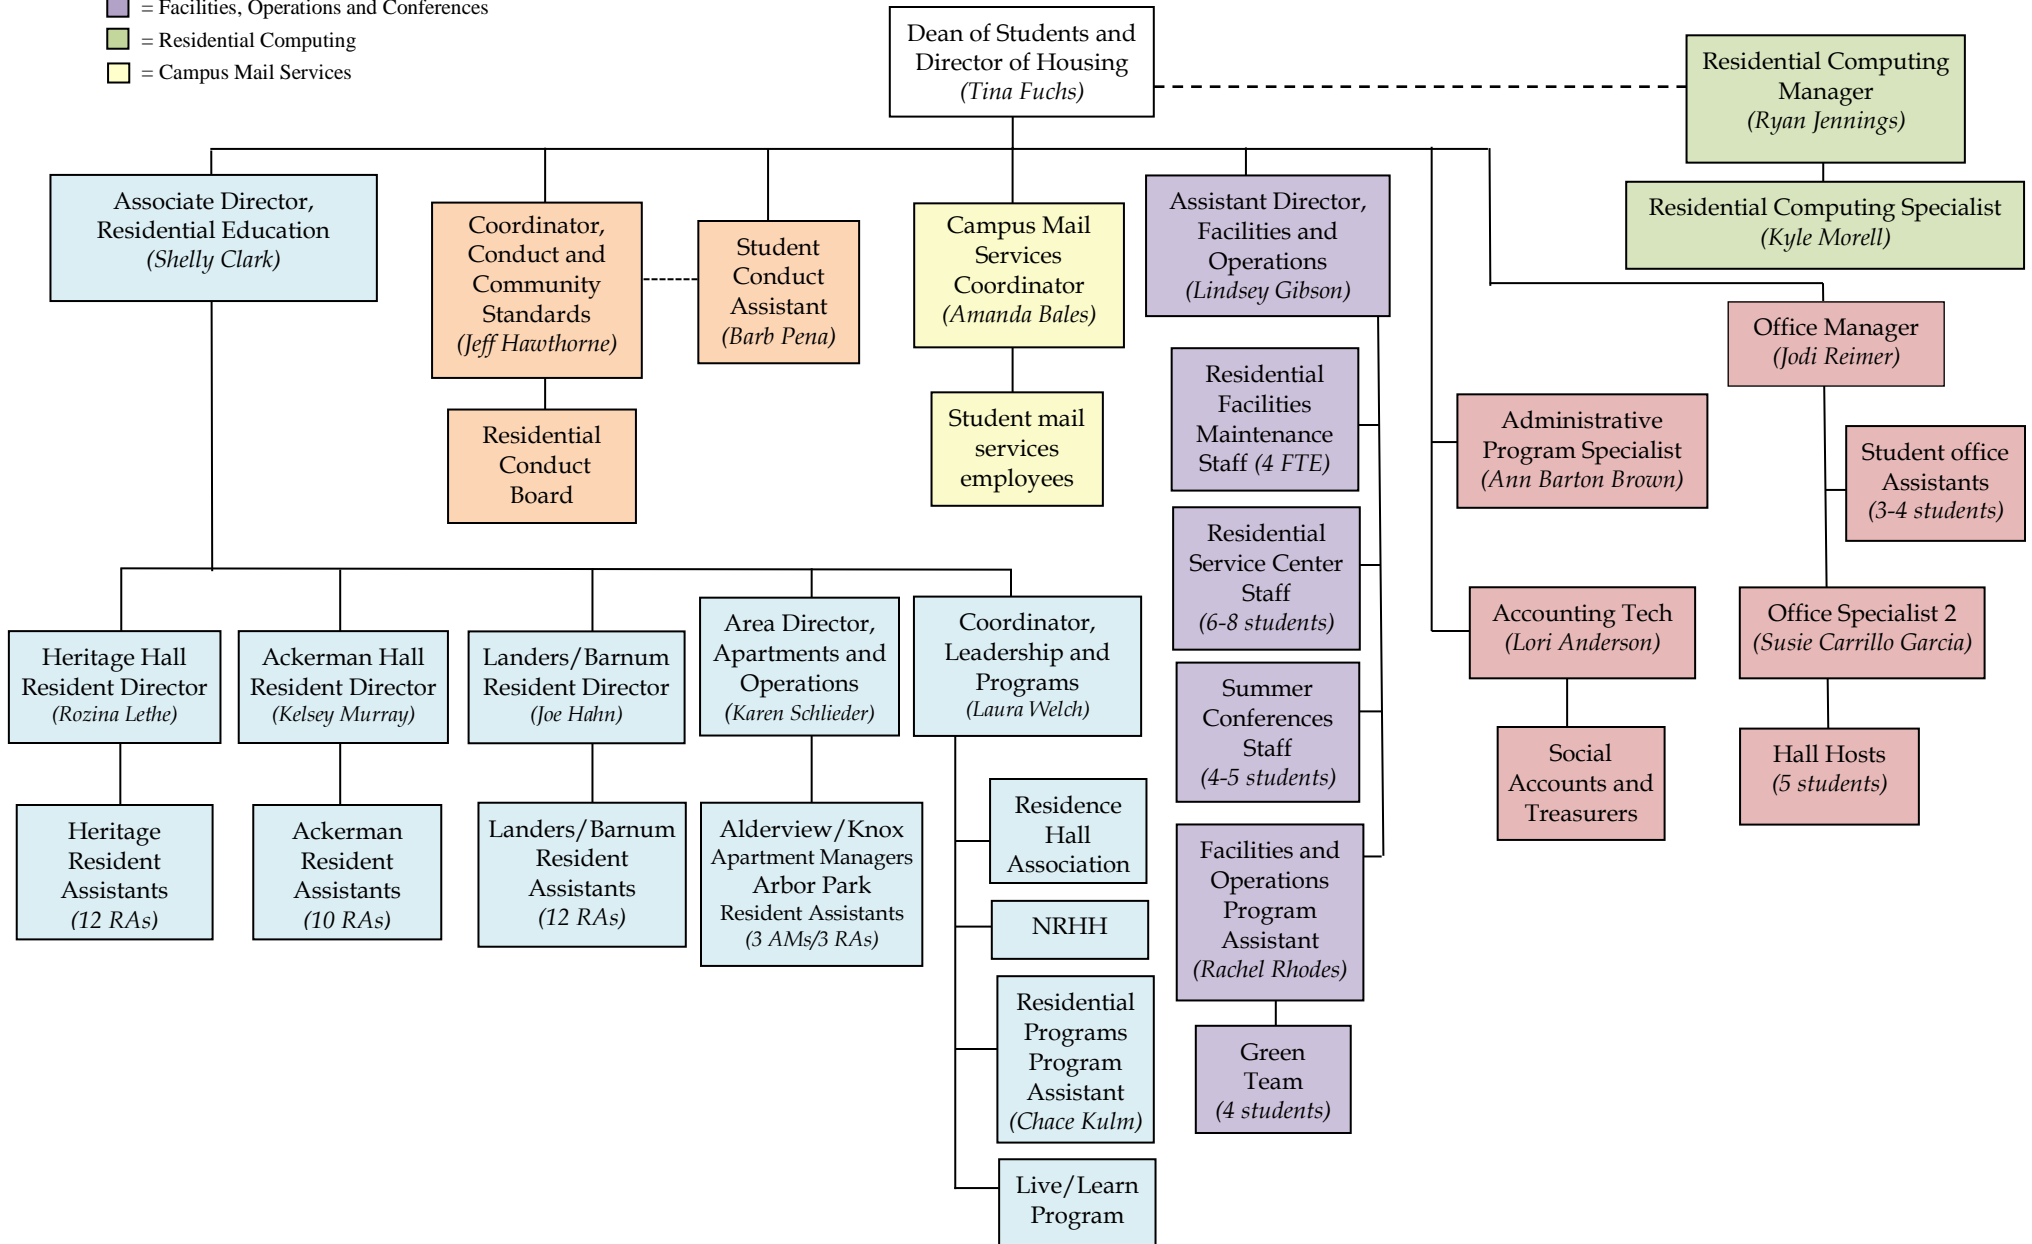 = Facilities, Operations and Conferences
= Residential Computing
= Campus Mail Services
Dean of Students and
Director of Housing
(Tina Fuchs)
Residential Computing
Manager
(Ryan Jennings)
Residential Computing Specialist
(Kyle Morell)
Associate Director,
Residential Education
(Shelly Clark)
Coordinator,
Conduct and
Community
Standards
(Jeff Hawthorne)
Student
Conduct
Assistant
(Barb Pena)
Campus Mail
Services
Coordinator
(Amanda Bales)
Assistant Director,
Facilities and
Operations
(Lindsey Gibson)
Office Manager
(Jodi Reimer)
Residential
Conduct
Board
Student mail
services
employees
Residential
Facilities
Maintenance
Staff (4 FTE)
Administrative
Program Specialist
(Ann Barton Brown)
Student office
Assistants
(3-4 students)
Residential
Service Center
Staff
(6-8 students)
Accounting Tech
(Lori Anderson)
Office Specialist 2
(Susie Carrillo Garcia)
Heritage Hall
Resident Director
(Rozina Lethe)
Ackerman Hall
Resident Director
(Kelsey Murray)
Landers/Barnum
Resident Director
(Joe Hahn)
Area Director,
Apartments and
Operations
(Karen Schlieder)
Coordinator,
Leadership and
Programs
(Laura Welch)
Summer
Conferences
Staff
(4-5 students)
Social
Accounts and
Treasurers
Hall Hosts
(5 students)
Heritage
Resident
Assistants
(12 RAs)
Ackerman
Resident
Assistants
(10 RAs)
Landers/Barnum
Resident
Assistants
(12 RAs)
Alderview/Knox
Apartment Managers
Arbor Park
Resident Assistants
(3 AMs/3 RAs)
Residence
Hall
Association
NRHH
Residential
Programs
Program
Assistant
(Chace Kulm)
Live/Learn
Program
Facilities and
Operations
Program
Assistant
(Rachel Rhodes)
Green
Team
(4 students)